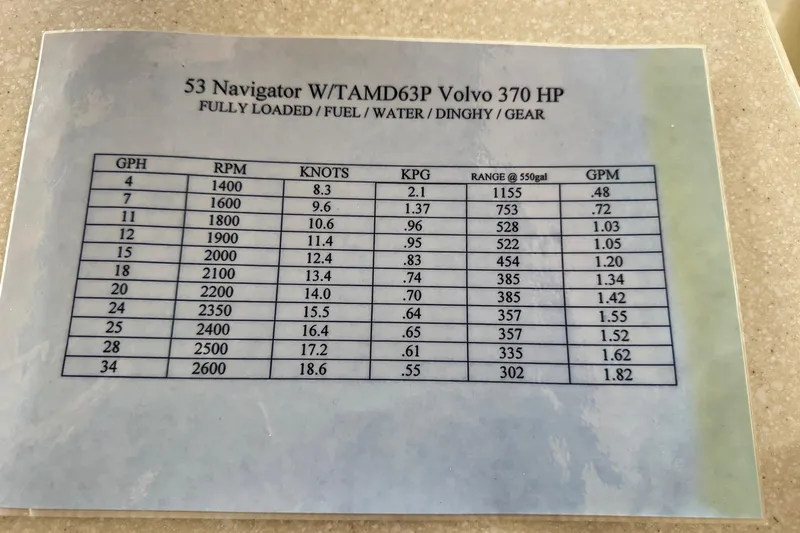 53 Navigator W/TAMD63P Volvo 370 HP
FULLY LOADED / FUEL / WATER / DINGHY / GEAR
GPH RPM KNOTS KPG RANGE @ 550gal GPM
4 1400 8.3 2.1 1155 .48
7 1600 9.6 1.37 753 .72
11 1800 10.6 .96 528 1.03
12 1900 11.4 .95 522 1.05
15 2000 12.4 .83 454 1.20
18 2100 13.4 .74 385 1.34
20 2200 14.0 .70 385 1.42
24 2350 15.5 .64 357 1.55
25 2400 16.4 .65 357 1.52
28 2500 17.2 .61 335 1.62
34 2600 18.6 .55 302 1.82